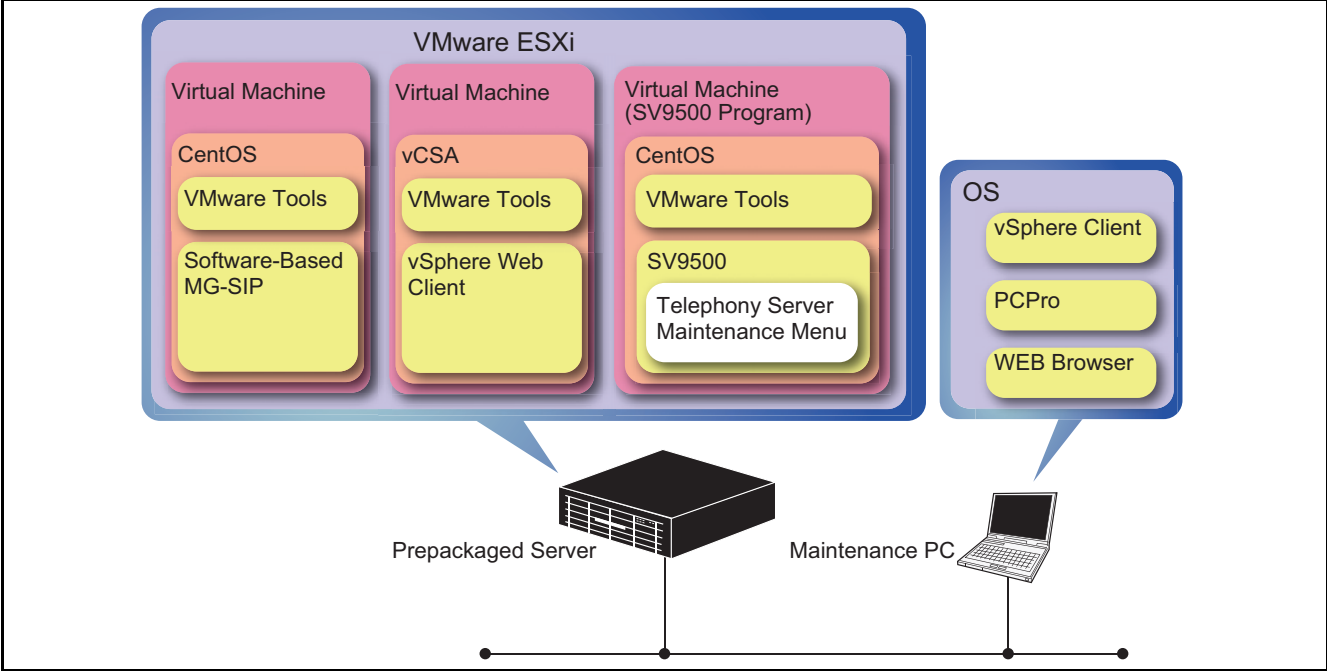 VMware ESXi
Virtual Machine
CentOS
VMware Tools
Software-Based
MG-SIP
Virtual Machine
vCSA
VMware Tools
vSphere Web
Client
Virtual Machine
(SV9500 Program)
CentOS
VMware Tools
SV9500
Telephony Server
Maintenance Menu
OS
vSphere Client
PCPro
WEB Browser
Prepackaged Server
Maintenance PC